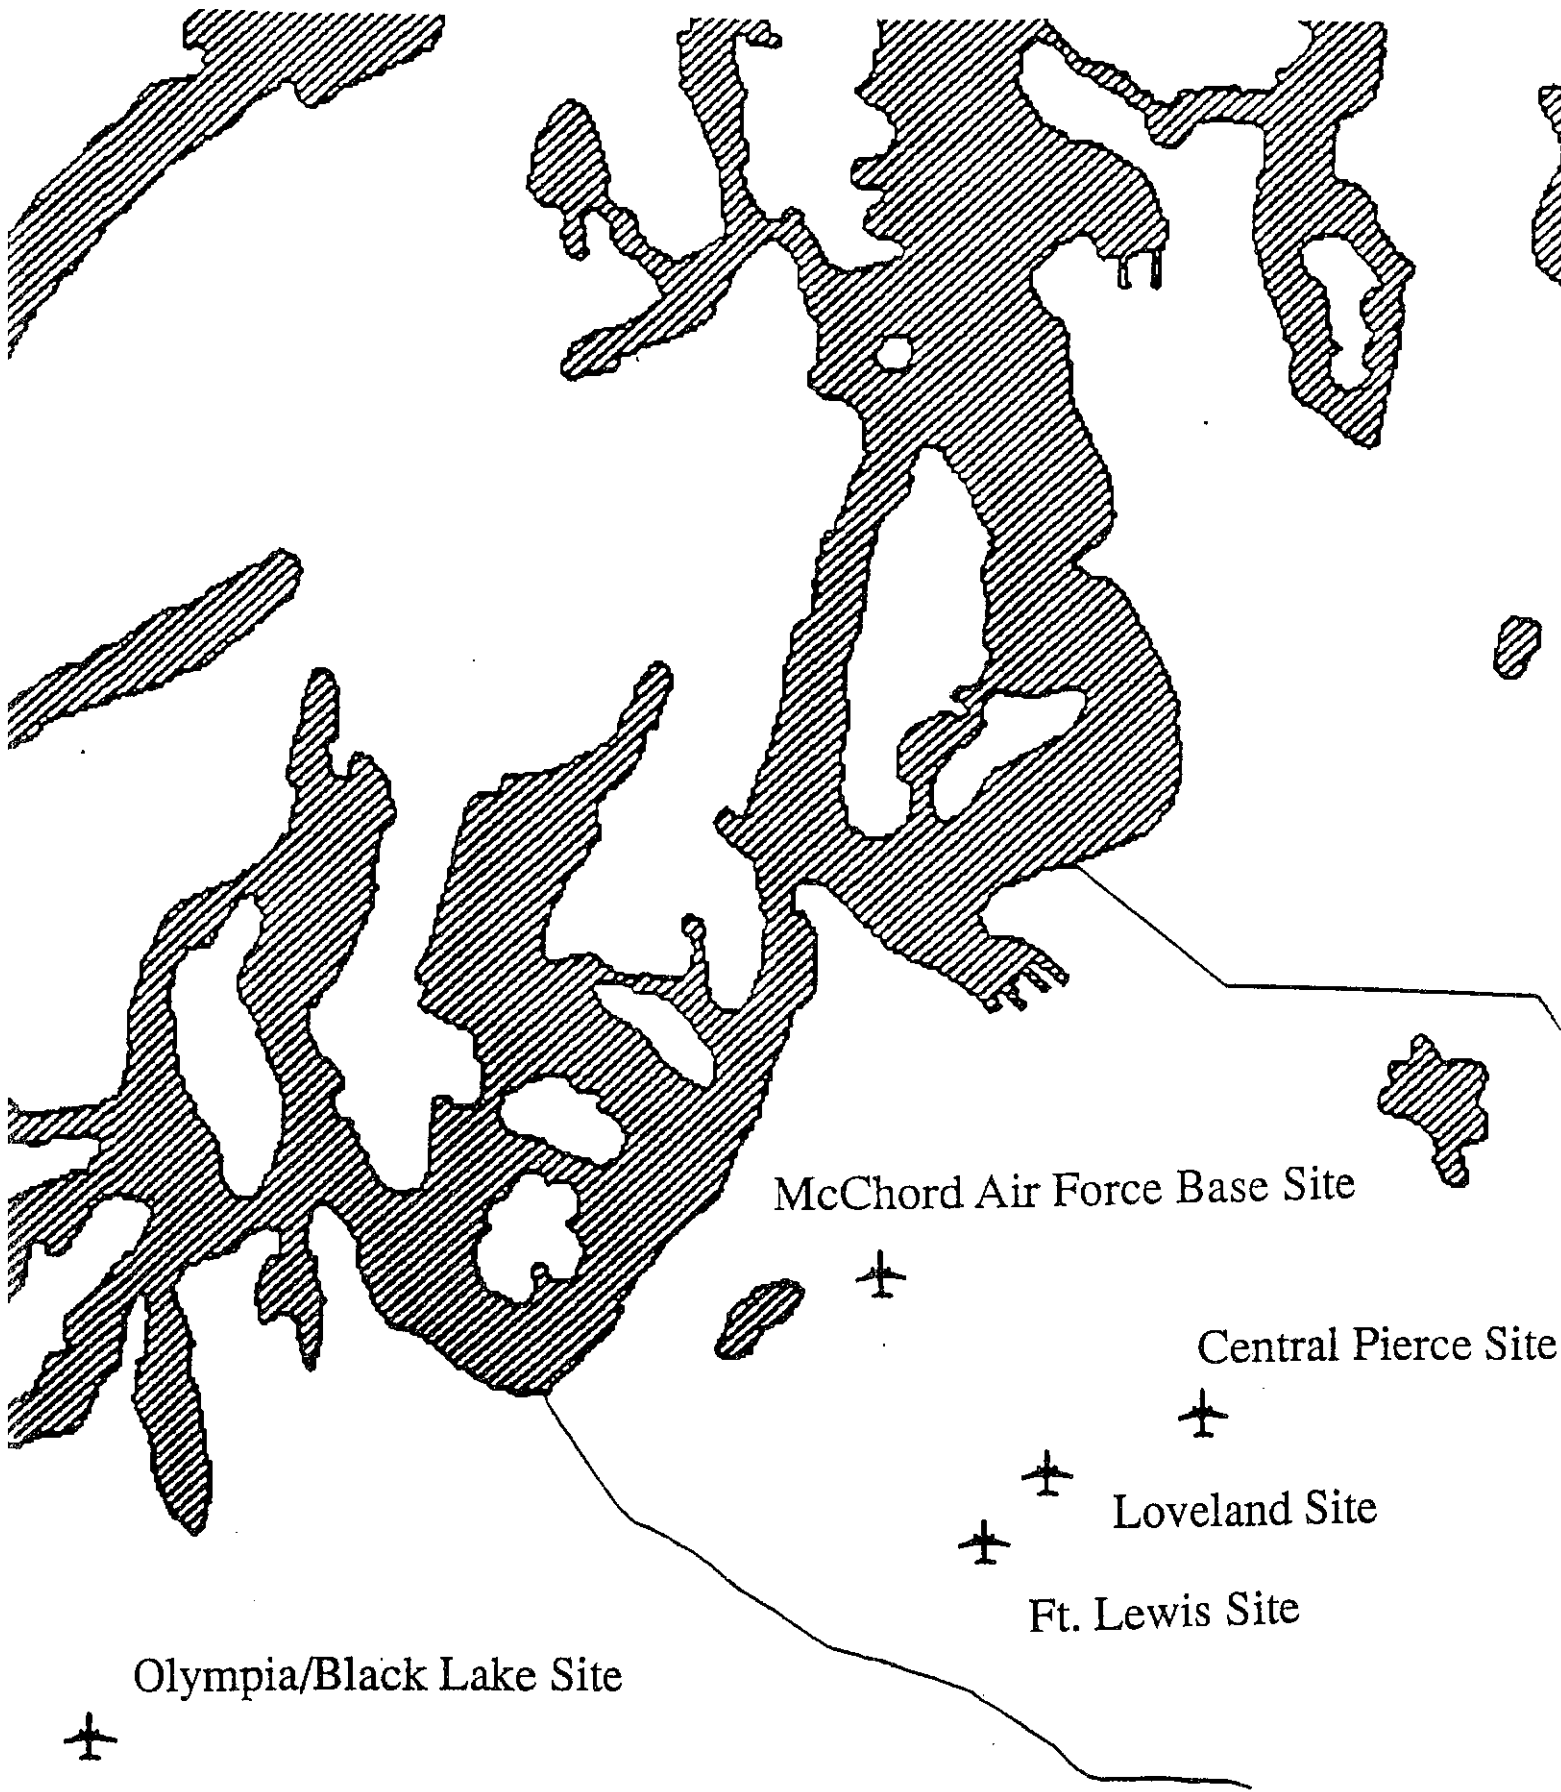 McChord Air Force Base Site
Central Pierce Site
Loveland Site
Ft. Lewis Site
Olympia/Black Lake Site